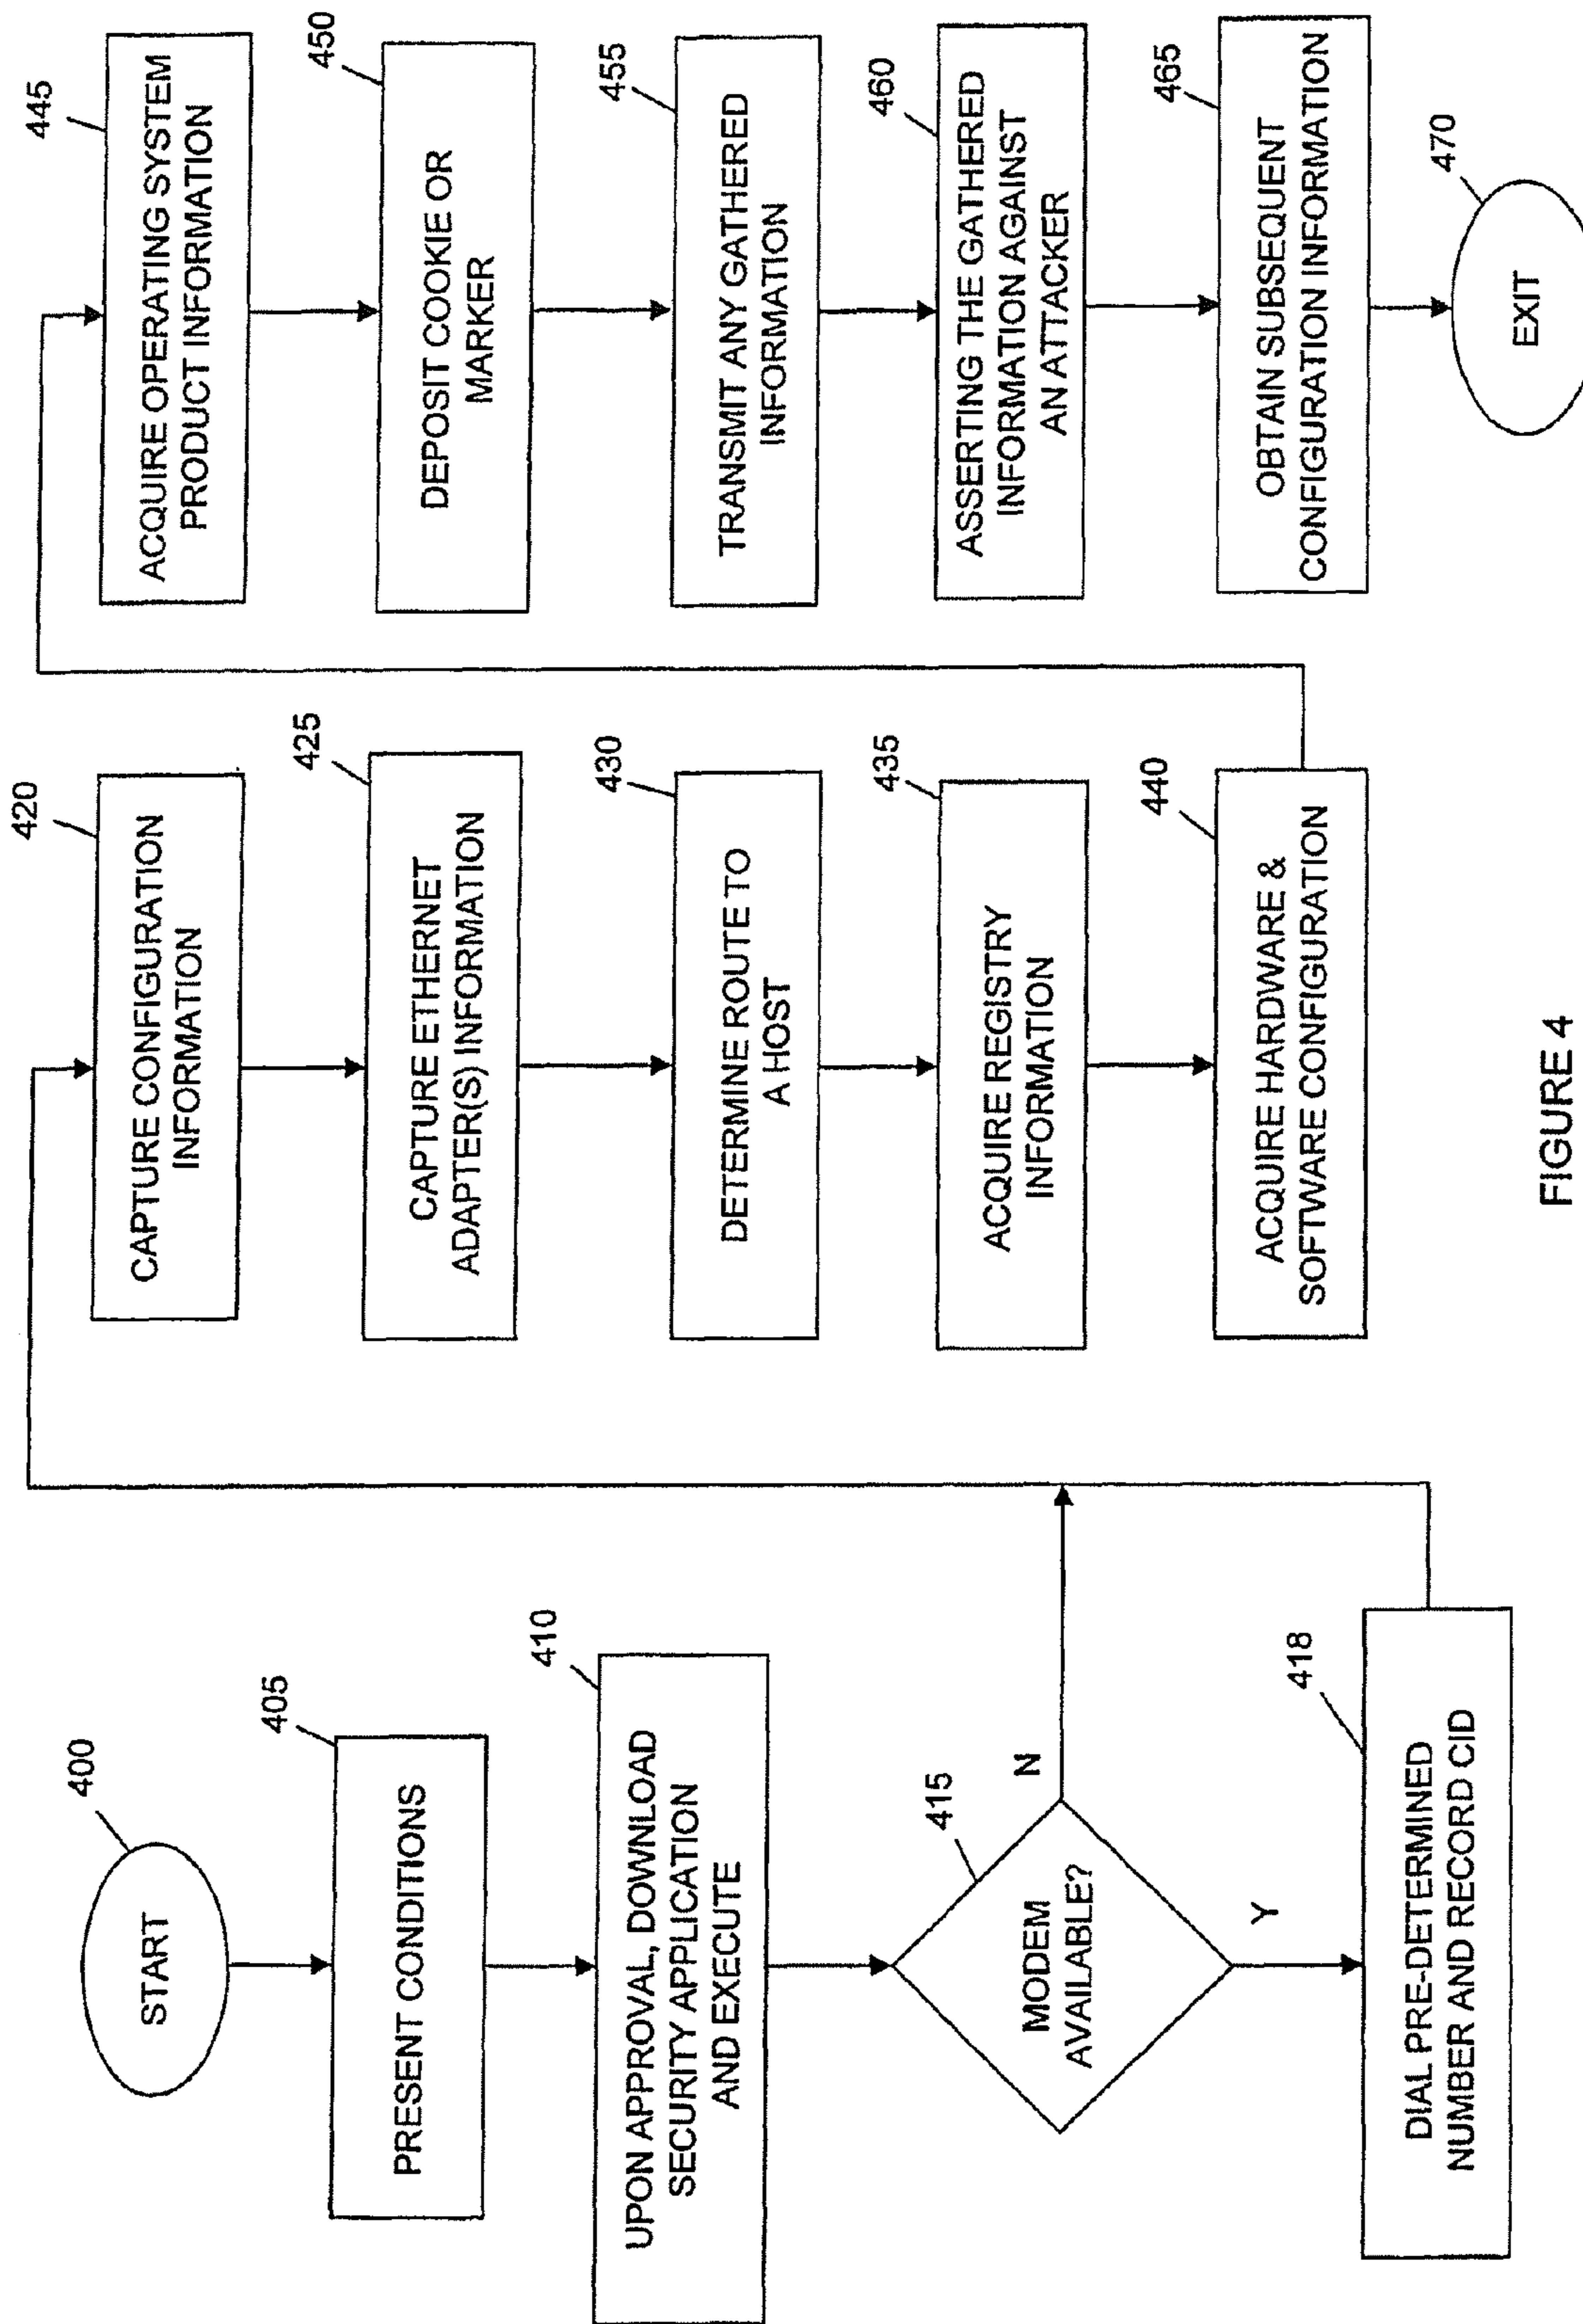 400
START
405
PRESENT CONDITIONS
410
UPON APPROVAL, DOWNLOAD
SECURITY APPLICATION
AND EXECUTE
415
MODEM
AVAILABLE?
N
Y
418
DIAL PRE-DETERMINED
NUMBER AND RECORD CID
420
CAPTURE CONFIGURATION
INFORMATION
425
CAPTURE ETHERNET
ADAPTER(S) INFORMATION
430
DETERMINE ROUTE TO
A HOST
435
ACQUIRE REGISTRY
INFORMATION
440
ACQUIRE HARDWARE &
SOFTWARE CONFIGURATION
445
ACQUIRE OPERATING SYSTEM
PRODUCT INFORMATION
450
DEPOSIT COOKIE OR
MARKER
455
TRANSMIT ANY GATHERED
INFORMATION
460
ASSERTING THE GATHERED
INFORMATION AGAINST
AN ATTACKER
465
OBTAIN SUBSEQUENT
CONFIGURATION INFORMATION
470
EXIT
FIGURE 4